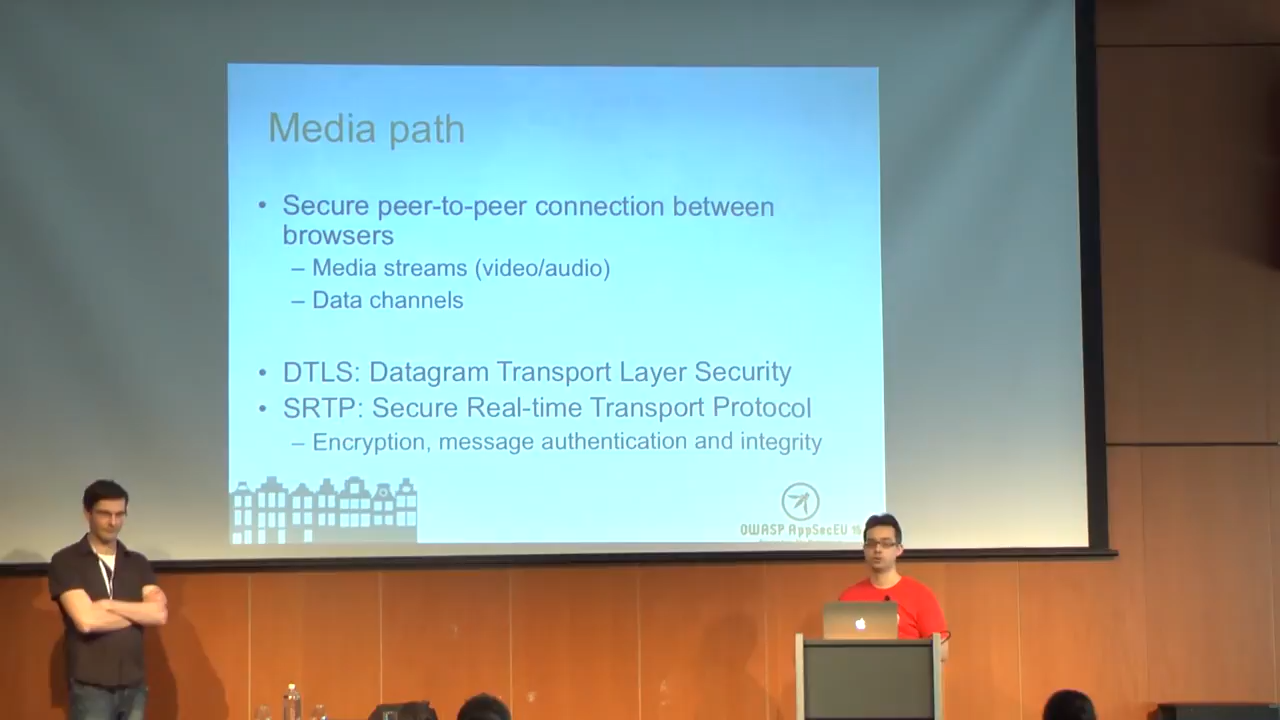 Media path
• Secure peer-to-peer connection between
browsers
– Media streams (video/audio)
– Data channels
• DTLS: Datagram Transport Layer Security
• SRTP: Secure Real-time Transport Protocol
– Encryption, message authentication and integrity
OWASP AppSecEU 15